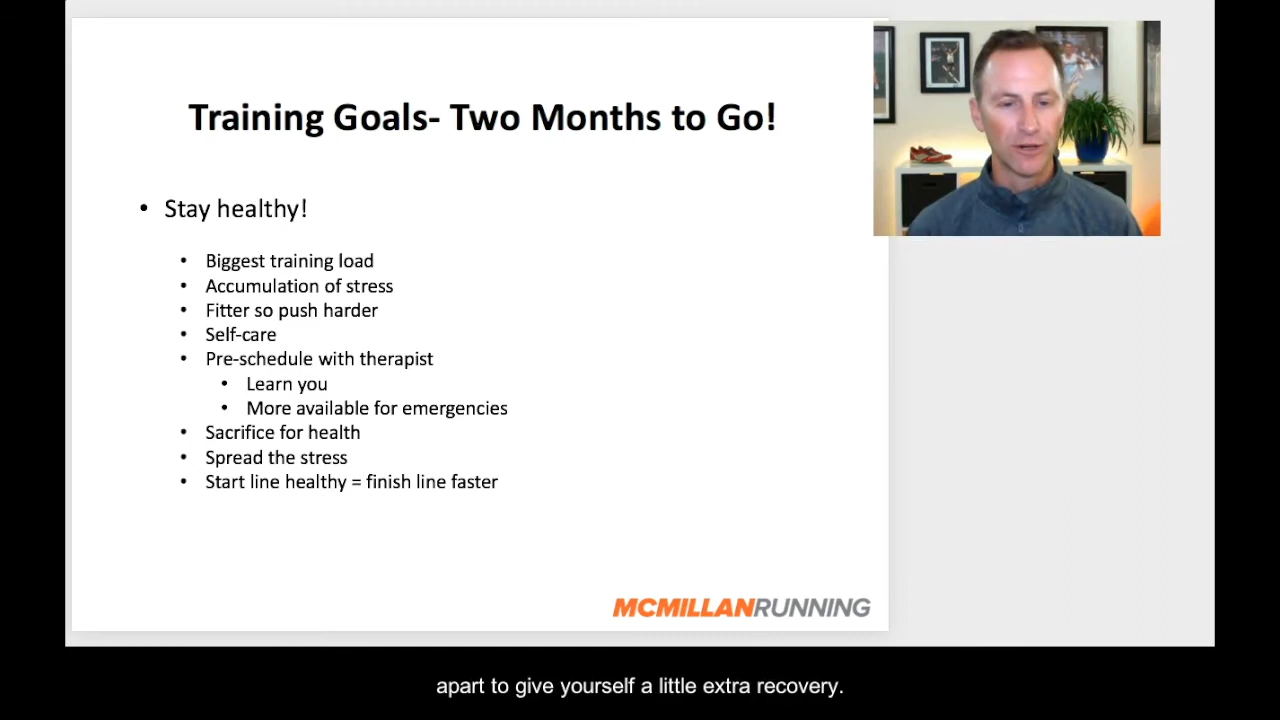 Training Goals- Two Months to Go!
• Stay healthy!
• Biggest training load
• Accumulation of stress
• Fitter so push harder
• Self-care
• Pre-schedule with therapist
• Learn you
• More available for emergencies
• Sacrifice for health
• Spread the stress
• Start line healthy = finish line faster
MCMILLANRUNNING
apart to give yourself a little extra recovery.